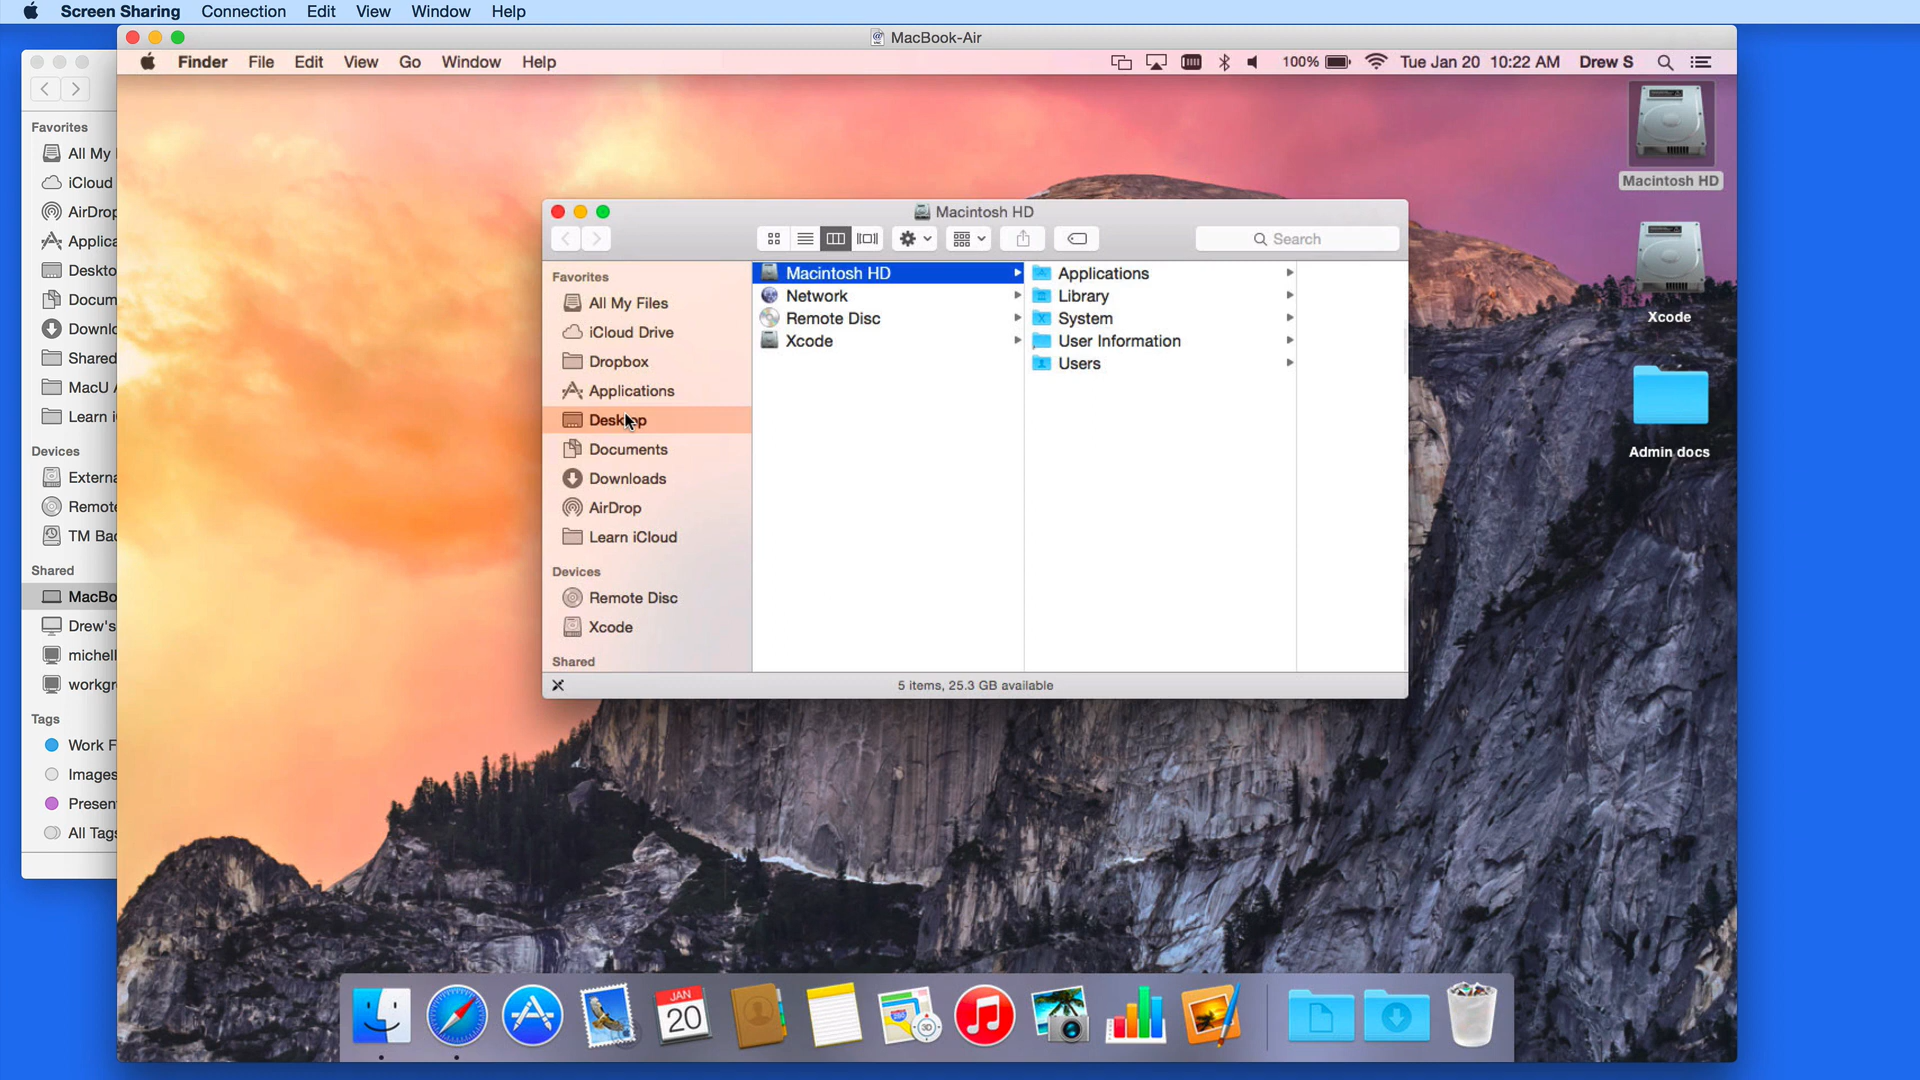 Screen Sharing Connection Edit View Window Help
MacBook-Air
Finder File Edit View Go Window Help
100% Tue Jan 20 10:22 AM Drew S
Favorites
All My
iCloud
AirDrop
Applica
Deskto
Docum
Downlo
Shared
MacU
Learn i
Devices
Externa
Remote
TM Bac
Shared
MacBo
Drew's
michell
workgr
Tags
Work F
Images
Presen
All Tags
Macintosh HD
Search
Favorites
All My Files
iCloud Drive
Dropbox
Applications
Desktop
Documents
Downloads
AirDrop
Learn iCloud
Devices
Remote Disc
Xcode
Shared
Macintosh HD
Network
Remote Disc
Xcode
Applications
Library
System
User Information
Users
5 items, 25.3 GB available
Macintosh HD
Xcode
Admin docs
JAN
20
280
3D